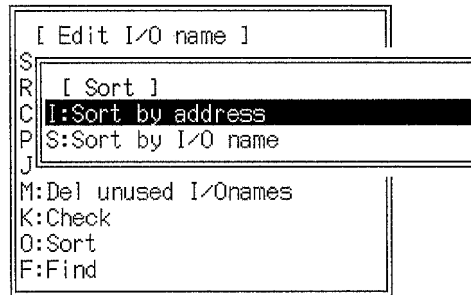 [ Edit I/O name ]
S
R
[ Sort ]
C
I:Sort by address
P
S:Sort by I/O name
J
M:Del unused I/Onames
K:Check
O:Sort
F:Find